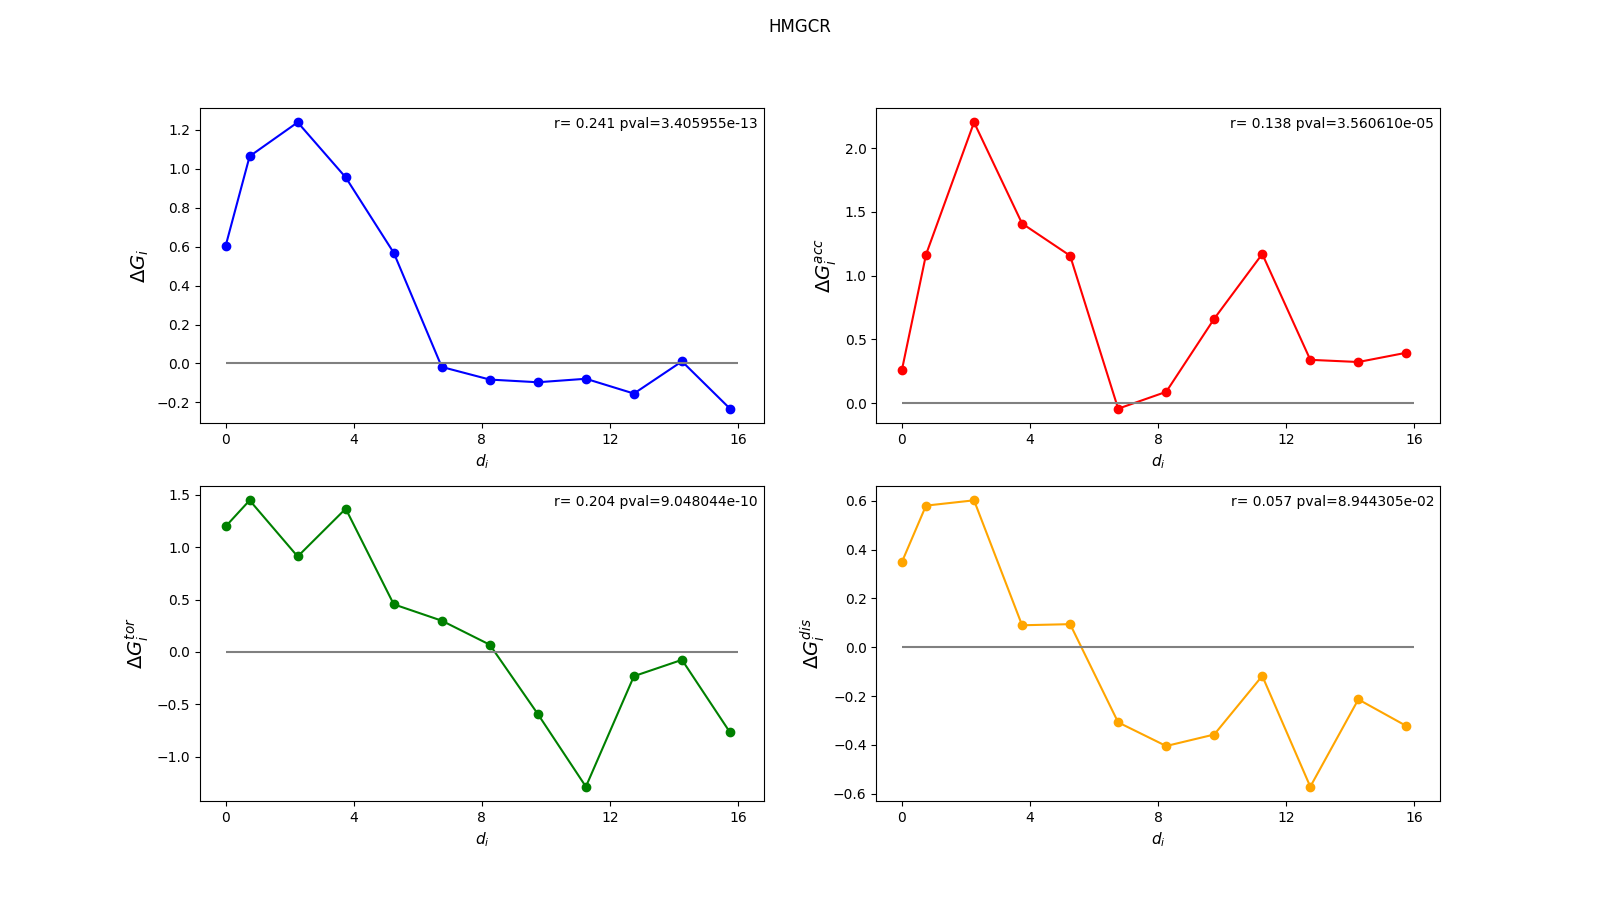 HMGCR
r= 0.241 pval=3.405955e-13
1.2
1.0
0.8
0.6
0.4
0.2
0.0
−0.2
ΔG_i
0 4 8 12 16
d_i
r= 0.138 pval=3.560610e-05
2.0
1.5
1.0
0.5
0.0
ΔG_i^{acc}
0 4 8 12 16
d_i
r= 0.204 pval=9.048044e-10
1.5
1.0
0.5
0.0
−0.5
−1.0
ΔG_i^{tor}
0 4 8 12 16
d_i
r= 0.057 pval=8.944305e-02
0.6
0.4
0.2
0.0
−0.2
−0.4
−0.6
ΔG_i^{dis}
0 4 8 12 16
d_i